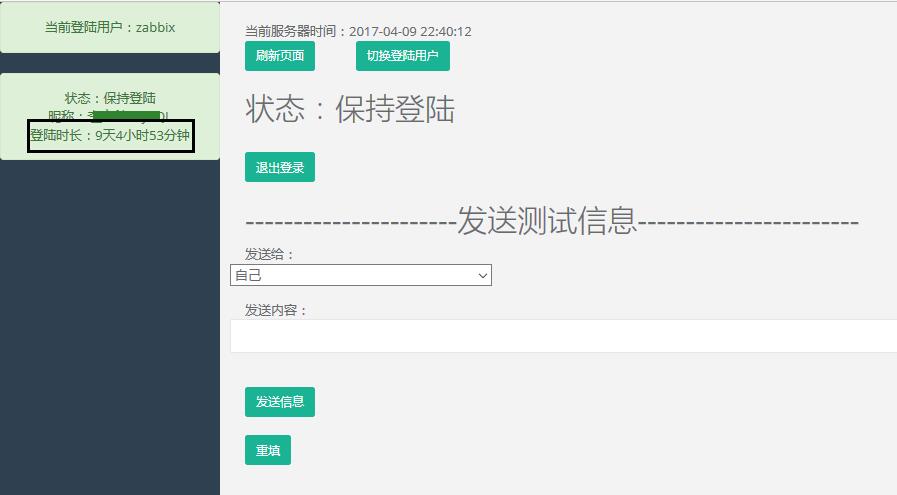 当前登陆用户：zabbix
状态：保持登陆
昵称：
登陆时长：9天4小时53分钟
当前服务器时间：2017-04-09 22:40:12
刷新页面 切换登陆用户
状态：保持登陆
退出登录
----------------------发送测试信息-----------------------
发送给：
自己
发送内容：
发送信息
重填